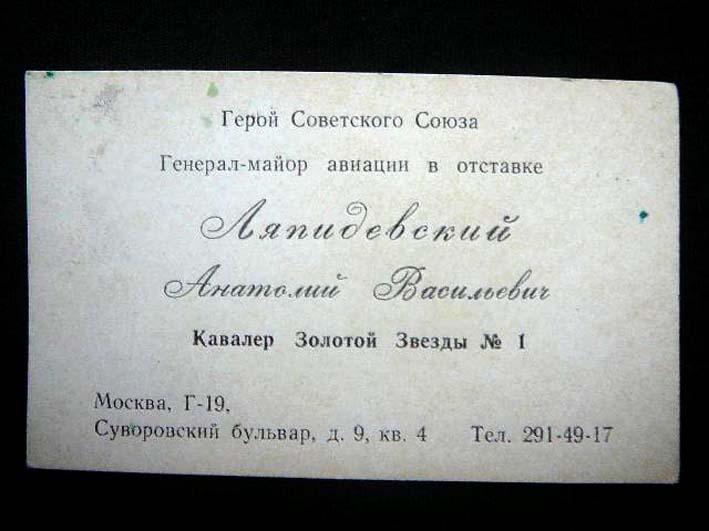 Герой Советского Союза
Генерал-майор авиации в отставке
Ляпидевский
Анатолий Васильевич
Кавалер Золотой Звезды № 1
Москва, Г-19,
Суворовский бульвар, д. 9, кв. 4 Тел. 291-49-17